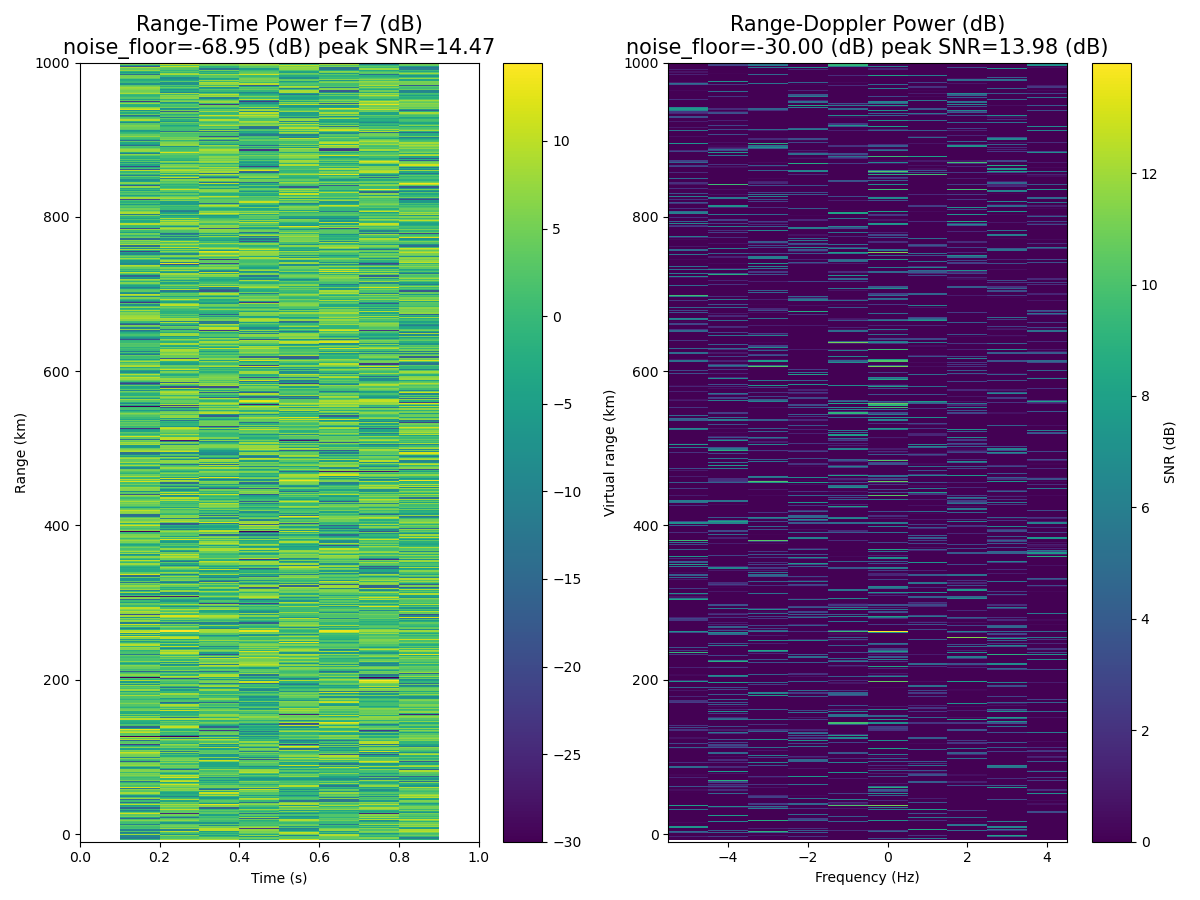 Range-Time Power f=7 (dB)
noise_floor=-68.95 (dB) peak SNR=14.47
1000
800
600
400
200
0
Range (km)
0.0 0.2 0.4 0.6 0.8 1.0
Time (s)
10
5
0
−5
−10
−15
−20
−25
−30
Range-Doppler Power (dB)
noise_floor=-30.00 (dB) peak SNR=13.98 (dB)
1000
800
600
400
200
0
Virtual range (km)
−4 −2 0 2 4
Frequency (Hz)
12
10
8
6
4
2
0
SNR (dB)